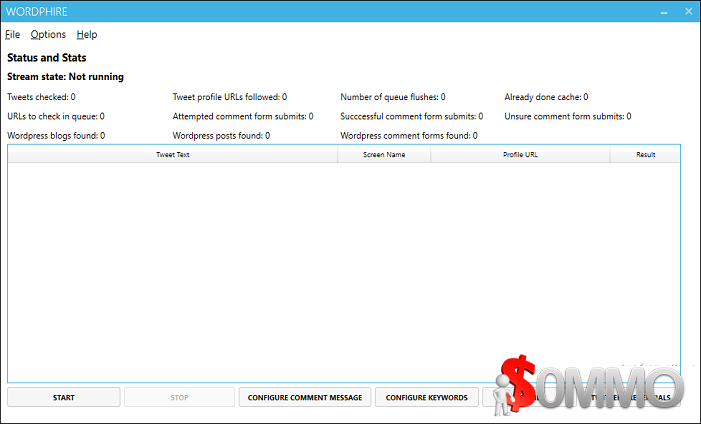 WORDPHIRE
File Options Help
Status and Stats
Stream state: Not running
Tweets checked: 0 Tweet profile URLs followed: 0 Number of queue flushes: 0 Already done cache: 0
URLs to check in queue: 0 Attempted comment form submits: 0 Succcessful comment form submits: 0 Unsure comment form submits: 0
Wordpress blogs found: 0 Wordpress posts found: 0 Wordpress comment forms found: 0
Tweet Text Screen Name Profile URL Result
START STOP CONFIGURE COMMENT MESSAGE CONFIGURE KEYWORDS
$OMMO